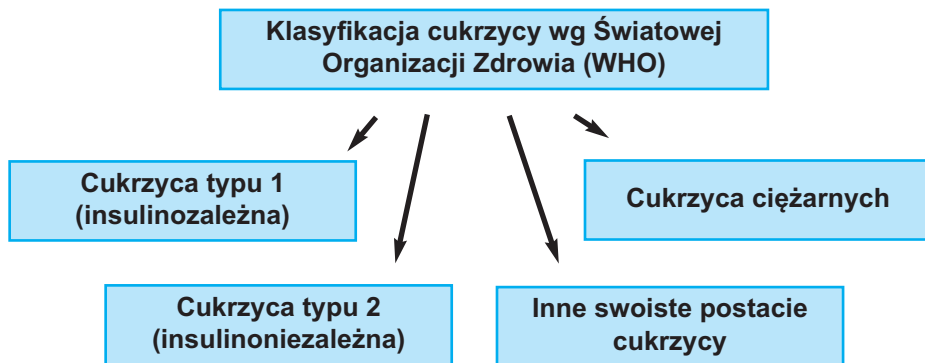 Klasyfikacja cukrzycy wg Światowej
Organizacji Zdrowia (WHO)
Cukrzyca typu 1
(insulinozależna)
Cukrzyca ciężarnych
Cukrzyca typu 2
(insulinoniezależna)
Inne swoiste postacie
cukrzycy